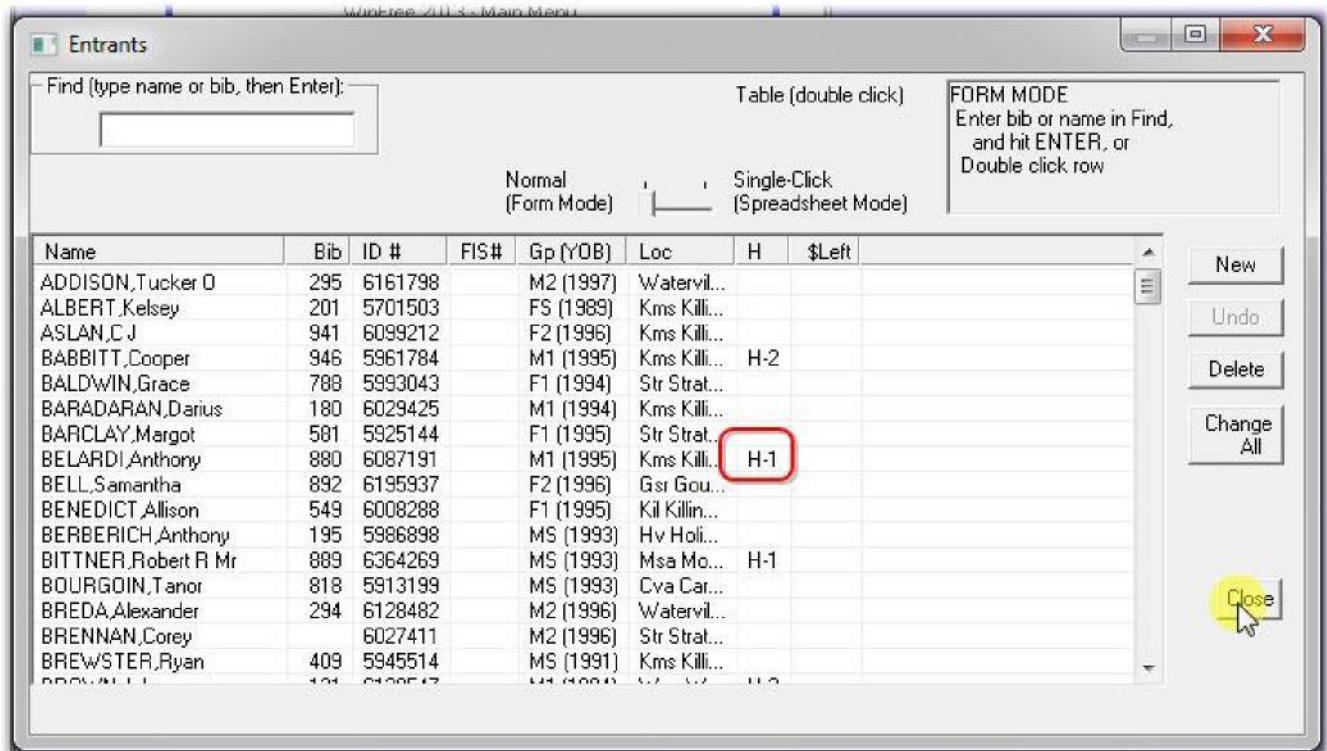 WinFree 2013 - Main Menu
Entrants
Find (type name or bib, then Enter):
Table (double click)
FORM MODE
Enter bib or name in Find,
and hit ENTER, or
Double click row
Normal
(Form Mode)
Single-Click
(Spreadsheet Mode)
Name Bib ID # FIS# Gp (YOB) Loc H $Left
ADDISON,Tucker O 295 6161798 M2 (1997) Watervil...
ALBERT,Kelsey 201 5701503 FS (1989) Kms Killi...
ASLAN,C J 941 6099212 F2 (1996) Kms Killi...
BABBITT,Cooper 946 5961784 M1 (1995) Kms Killi... H-2
BALDWIN,Grace 788 5993043 F1 (1994) Str Strat...
BARADARAN,Darius 180 6029425 M1 (1994) Kms Killi...
BARCLAY,Margot 581 5925144 F1 (1995) Str Strat...
BELARDI,Anthony 880 6087191 M1 (1995) Kms Killi... H-1
BELL,Samantha 892 6195937 F2 (1996) Gsr Gou...
BENEDICT,Allison 549 6008288 F1 (1995) Kil Killin...
BERBERICH,Anthony 195 5986898 MS (1993) Hv Holi...
BITTNER,Robert R Mr 889 6364269 MS (1993) Msa Mo... H-1
BOURGOIN,Tanor 818 5913199 MS (1993) Cva Car...
BREDA,Alexander 294 6128482 M2 (1996) Watervil...
BRENNAN,Corey 6027411 M2 (1996) Str Strat...
BREWSTER,Ryan 409 5945514 MS (1991) Kms Killi...
New
Undo
Delete
Change
All
Close